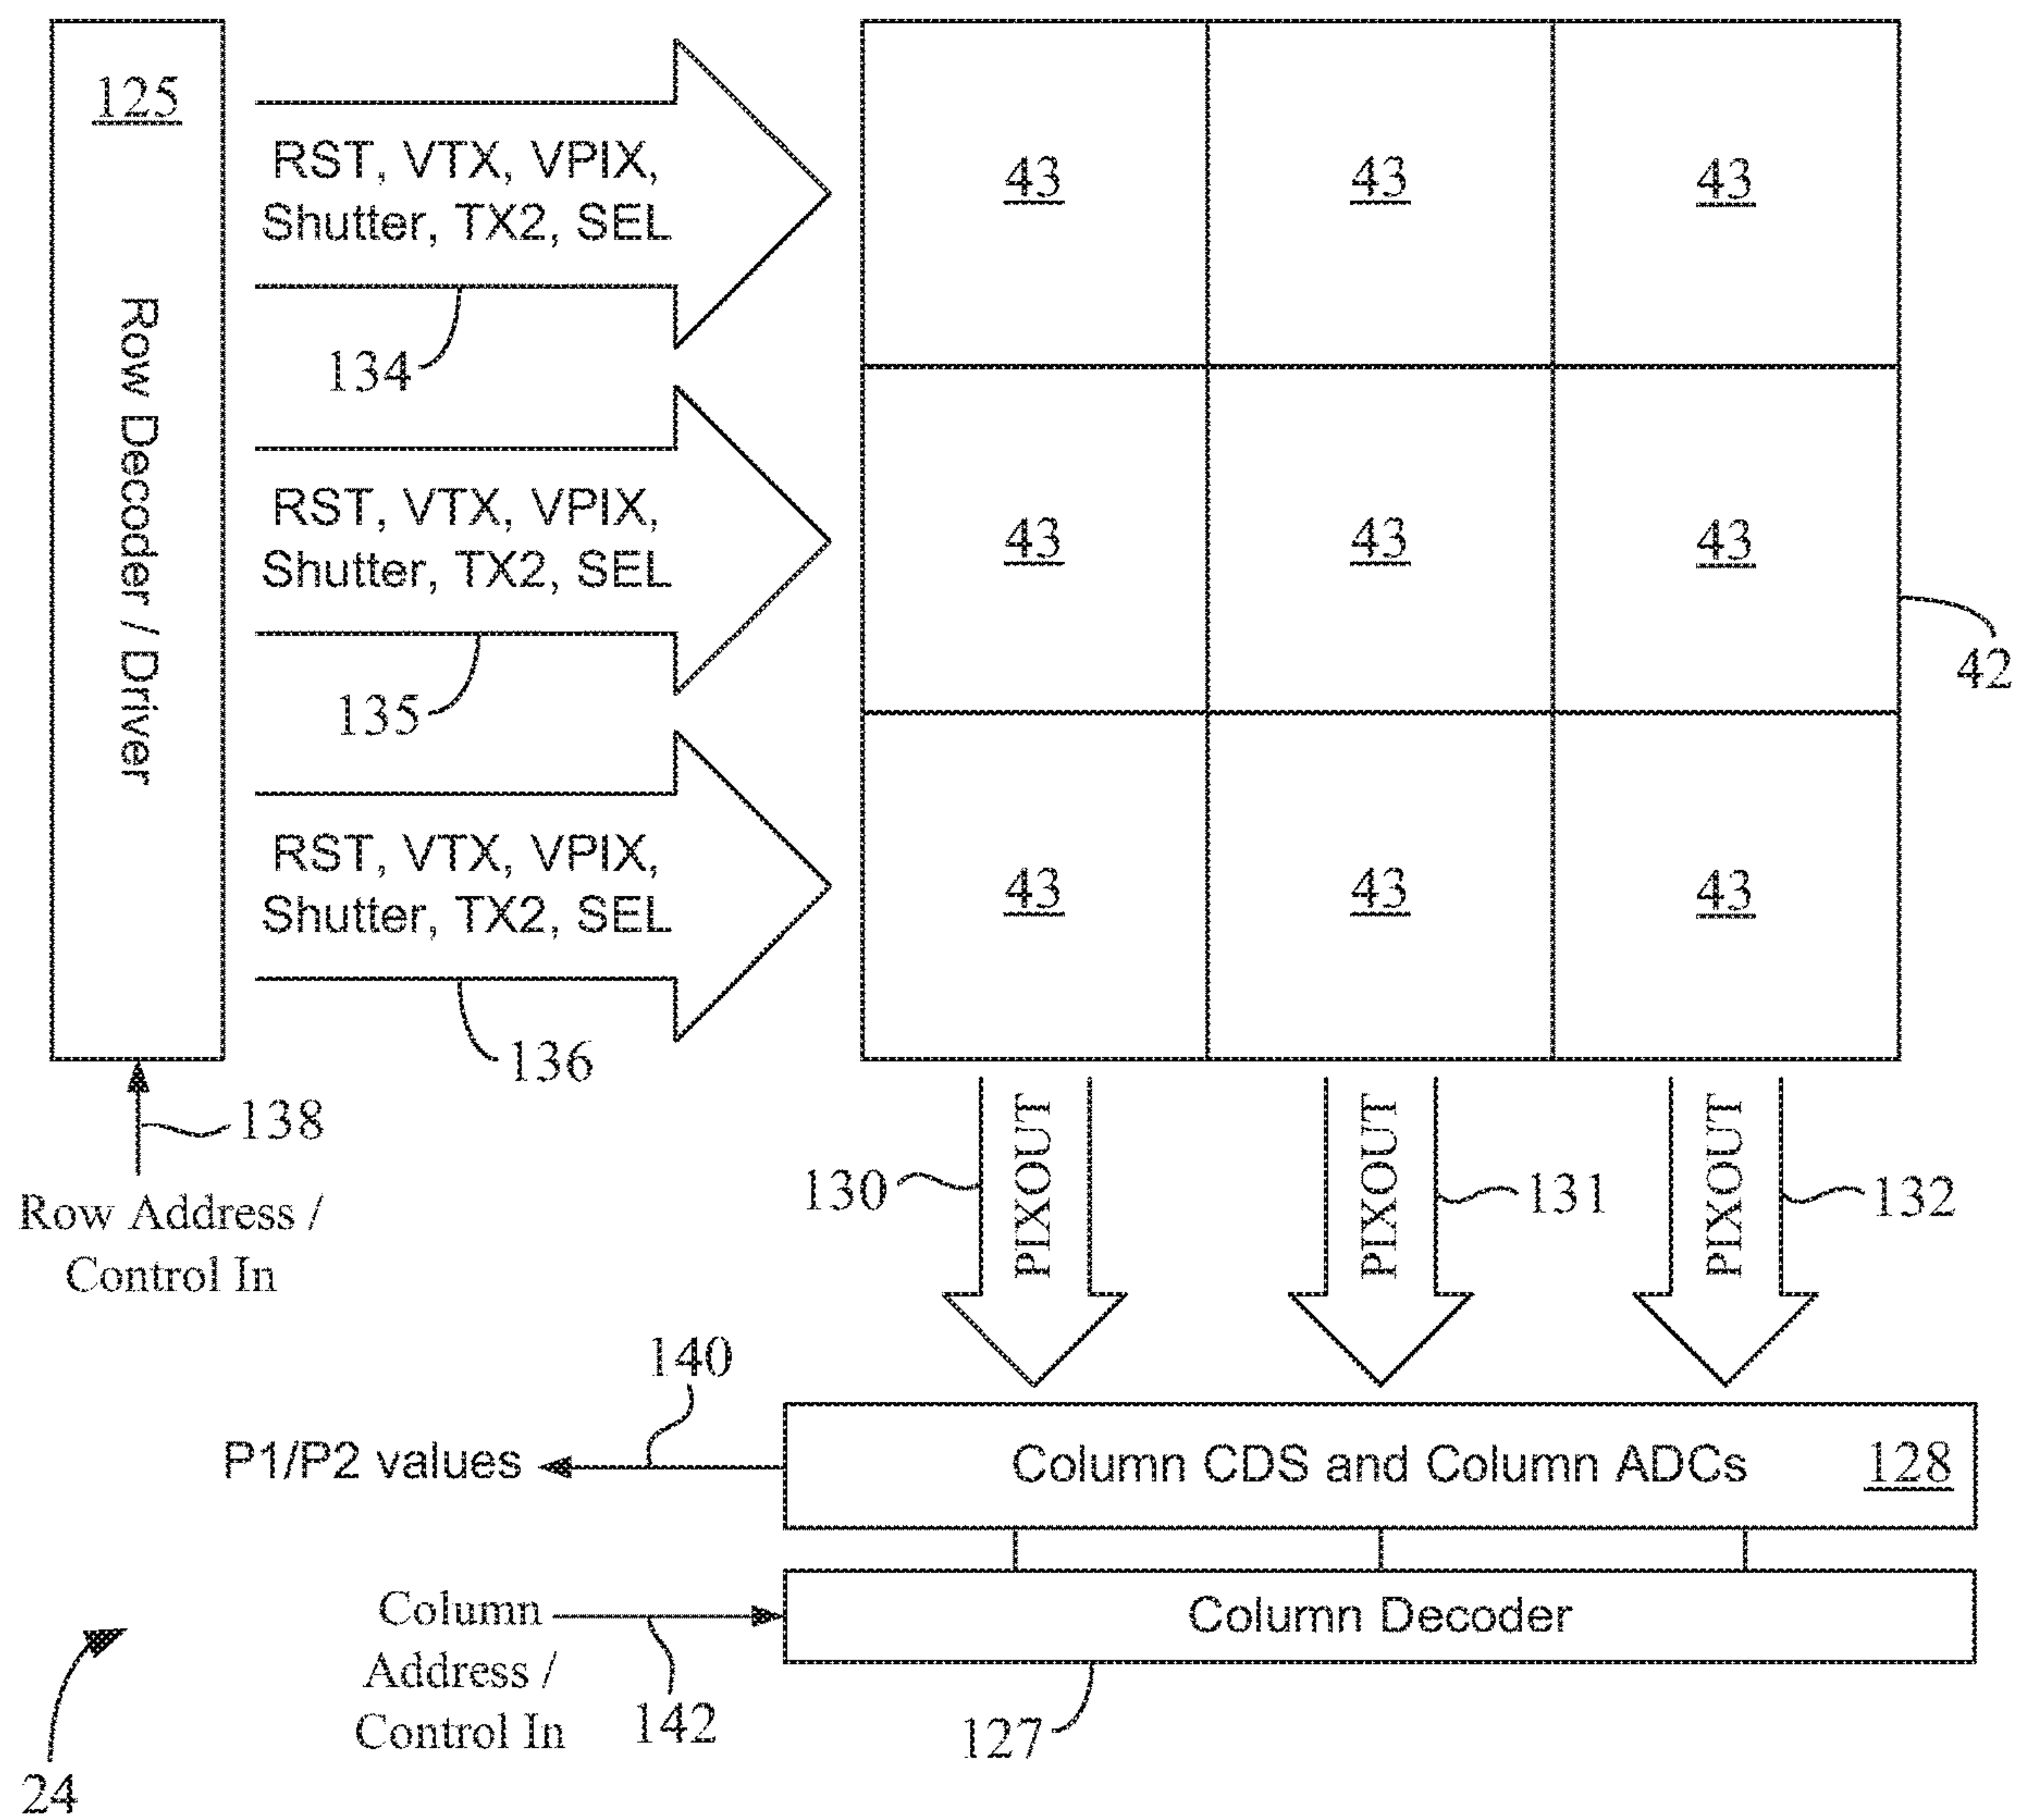 125
Row Decoder / Driver
RST, VTX, VPIX,
Shutter, TX2, SEL
134
RST, VTX, VPIX,
Shutter, TX2, SEL
135
RST, VTX, VPIX,
Shutter, TX2, SEL
136
43 43 43
43 43 43
43 43 43
42
138
Row Address /
Control In
130
PIXOUT
PIXOUT
131
PIXOUT
132
140
P1/P2 values
Column CDS and Column ADCs 128
Column
Address /
Control In
142
Column Decoder
127
24